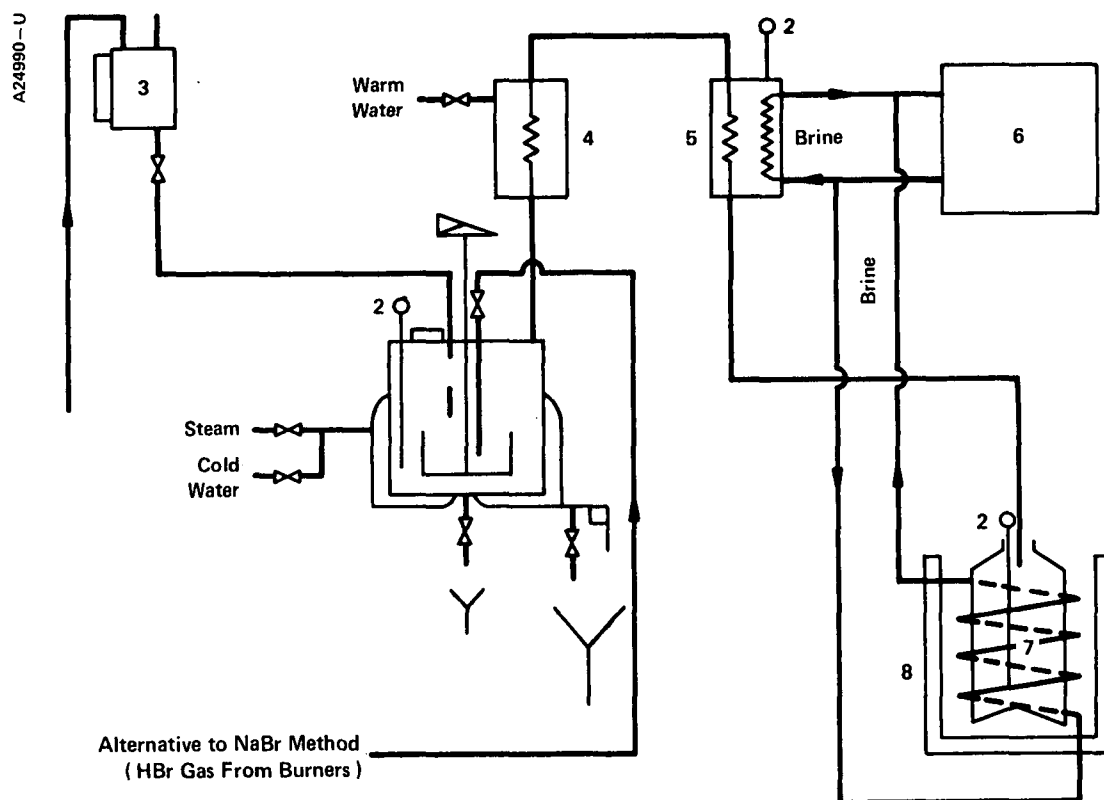 A24990-U
3
Warm
Water
4
2
5
Brine
6
Brine
2
Steam
Cold
Water
2
7
8
Alternative to NaBr Method
( HBr Gas From Burners )